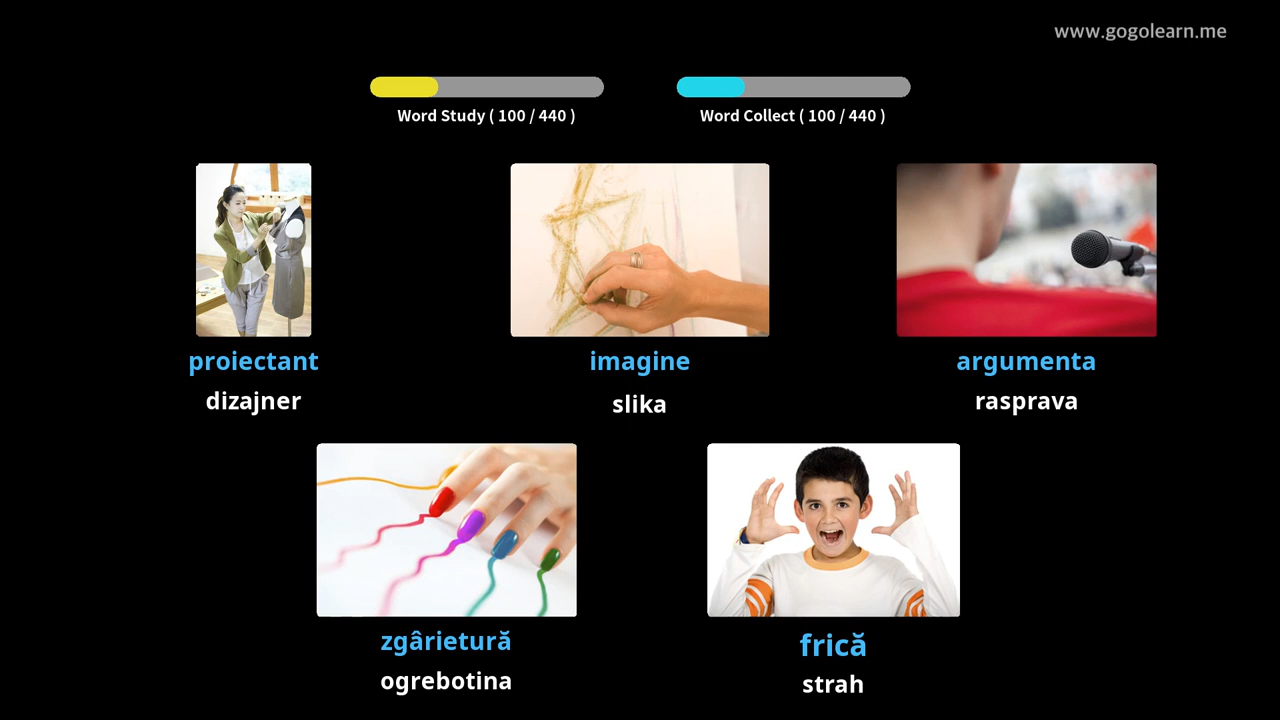 www.gogolearn.me
Word Study ( 100 / 440 )
Word Collect ( 100 / 440 )
proiectant
dizajner
imagine
slika
argumenta
rasprava
zgârietură
ogrebotina
frică
strah